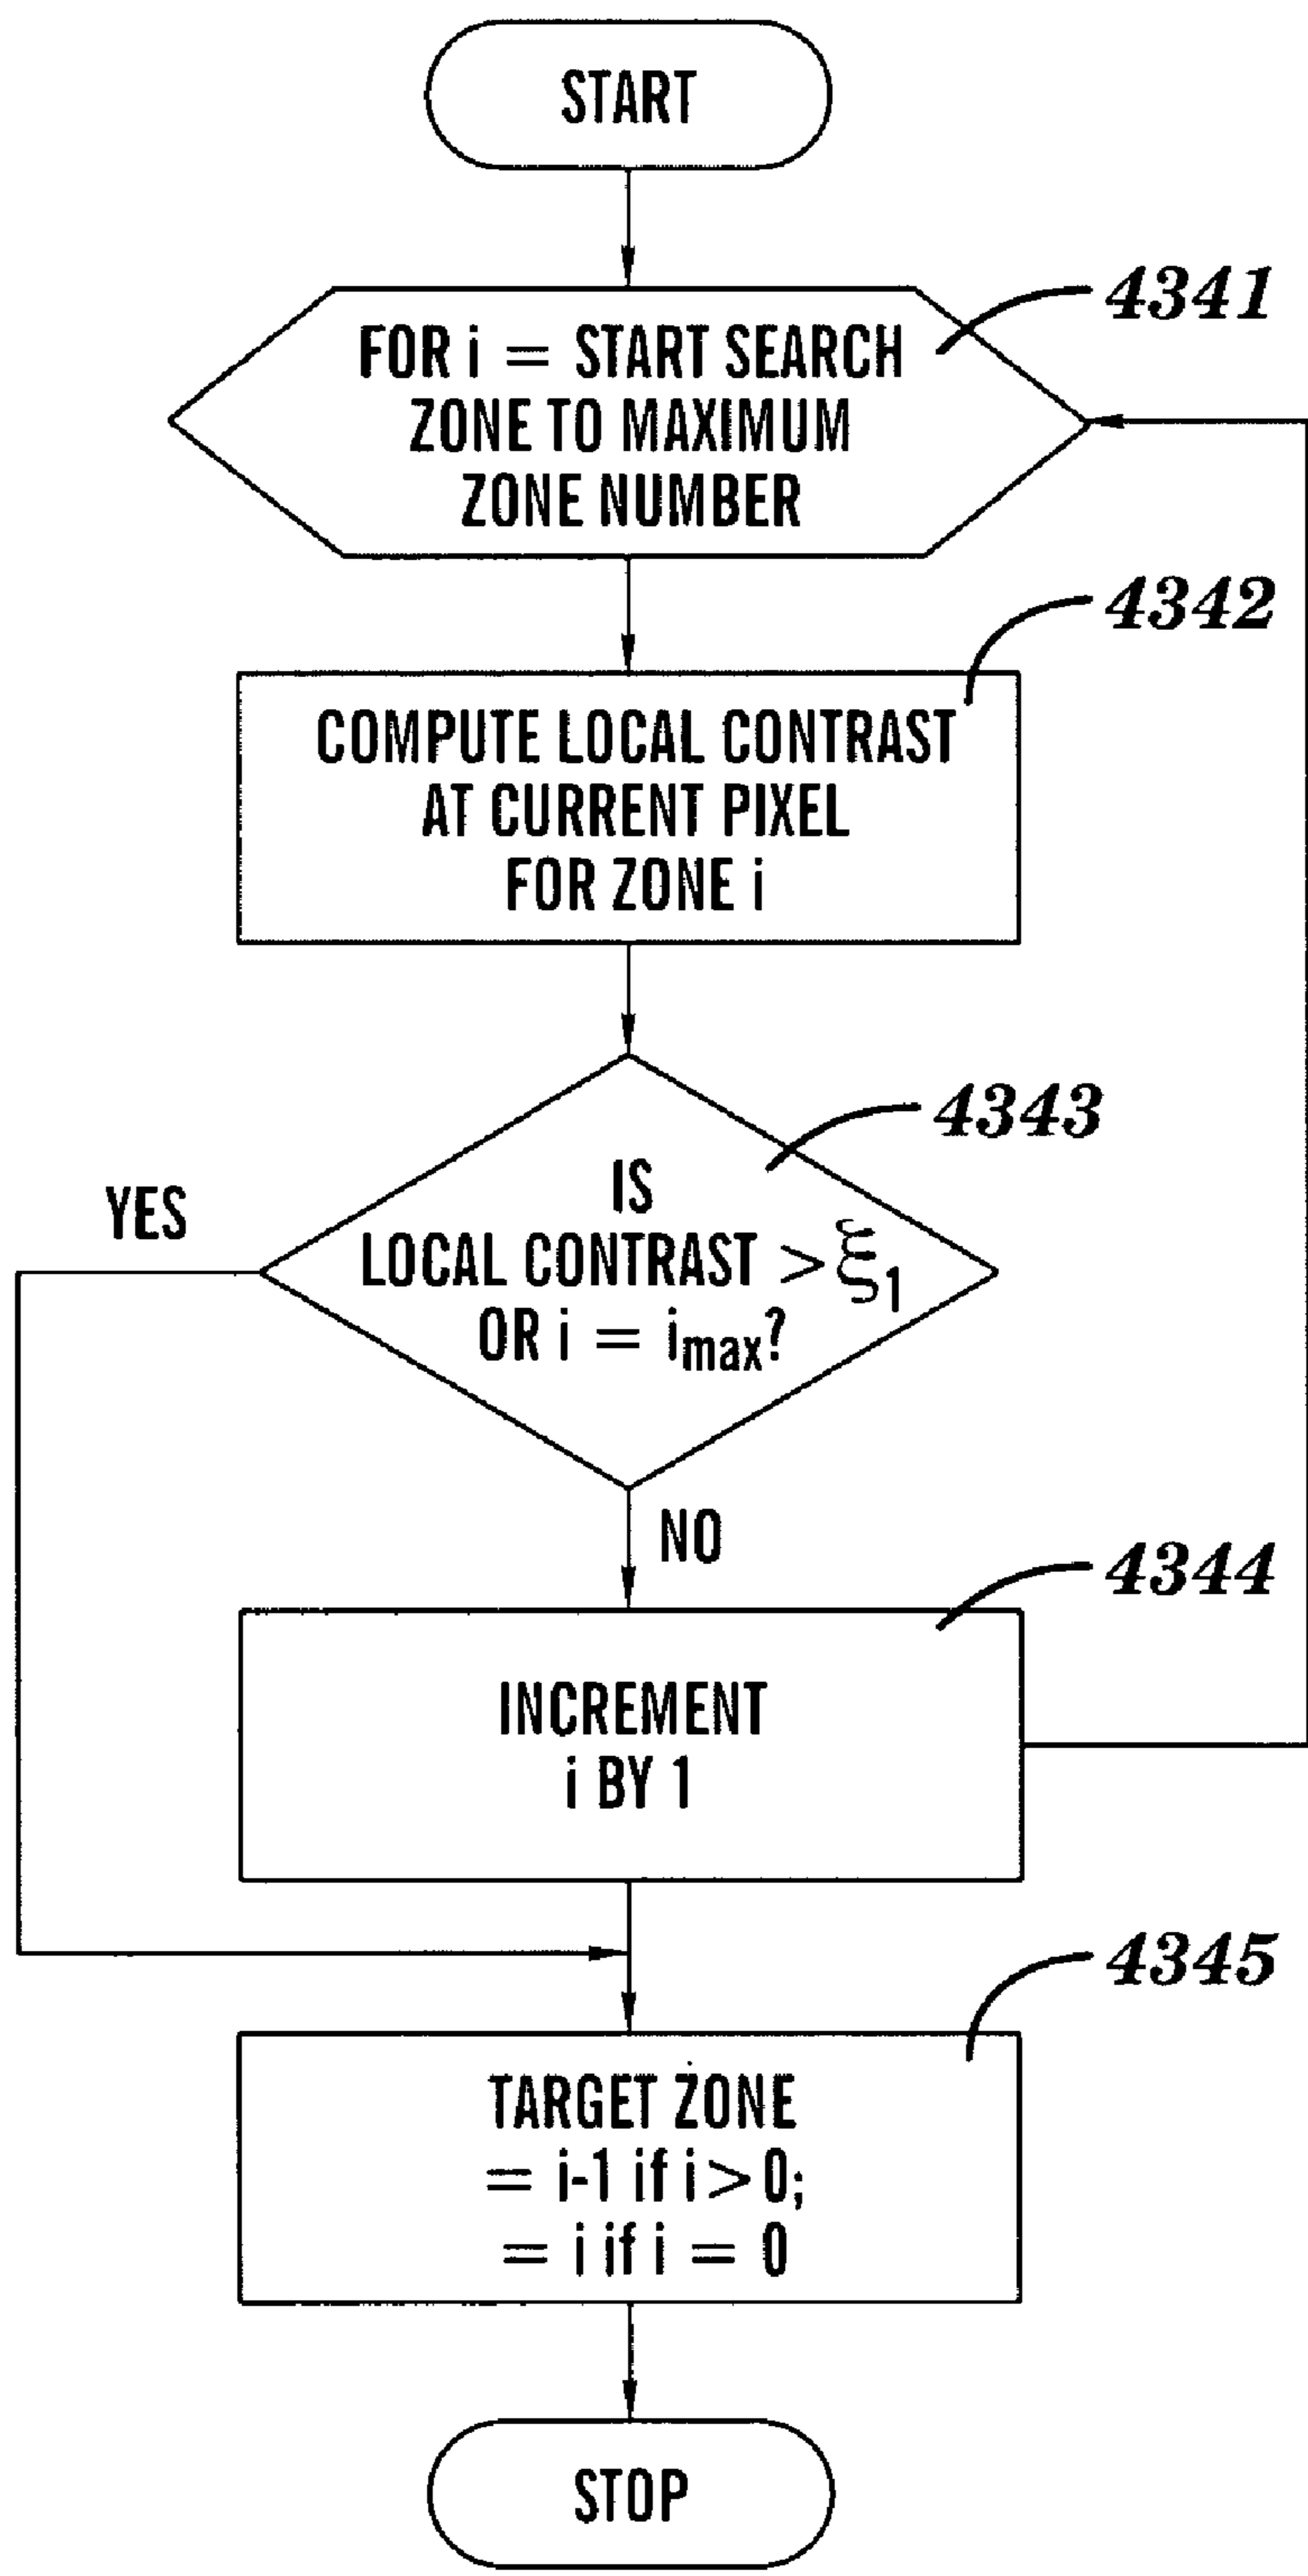 START
4341
FOR i = START SEARCH
ZONE TO MAXIMUM
ZONE NUMBER
4342
COMPUTE LOCAL CONTRAST
AT CURRENT PIXEL
FOR ZONE i
4343
YES
IS
LOCAL CONTRAST > ξ1
OR i = imax?
NO
4344
INCREMENT
i BY 1
4345
TARGET ZONE
= i-1 if i > 0;
= i if i = 0
STOP